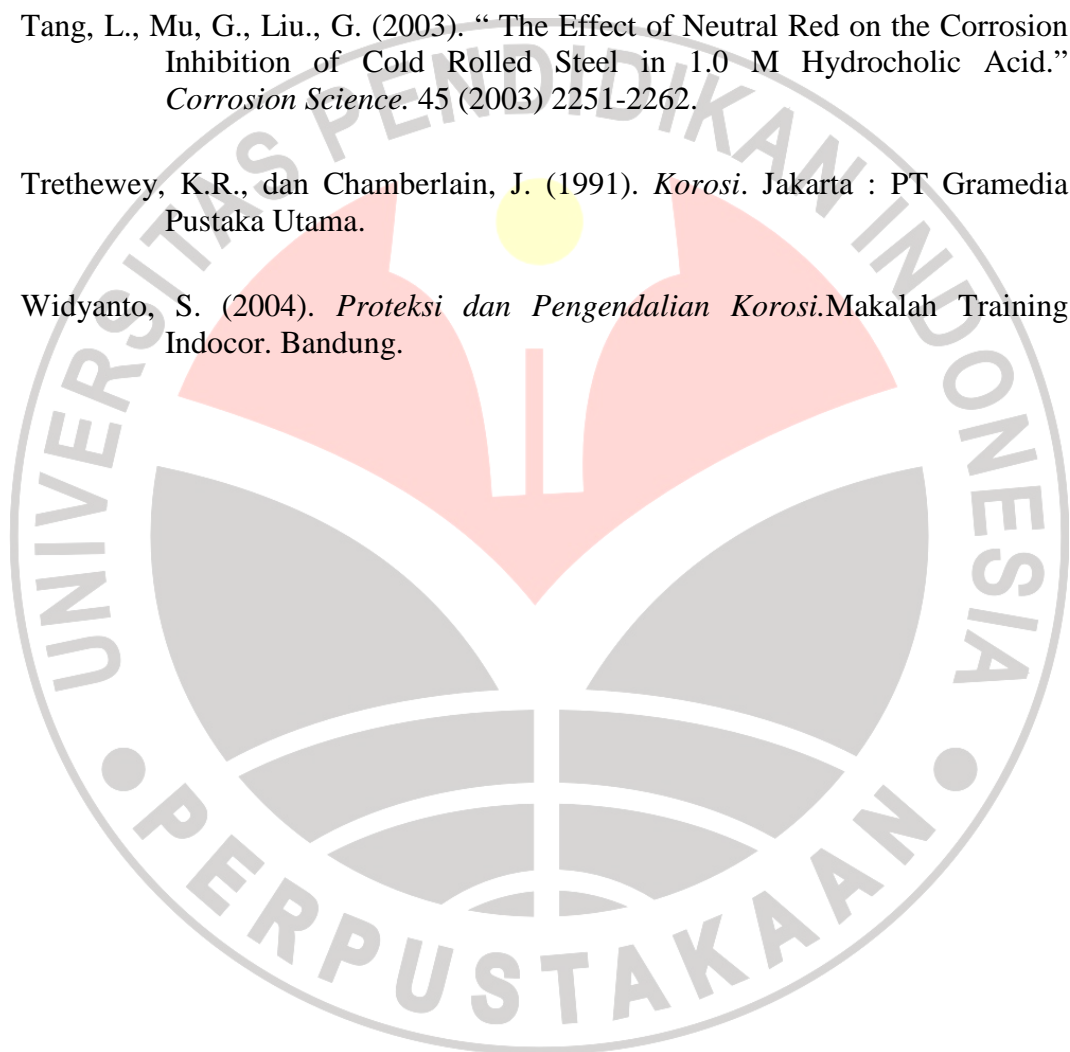 Tang, L., Mu, G., Liu., G. (2003). “ The Effect of Neutral Red on the Corrosion
Inhibition of Cold Rolled Steel in 1.0 M Hydrocholic Acid.”
Corrosion Science. 45 (2003) 2251-2262.
Trethewey, K.R., dan Chamberlain, J. (1991). Korosi. Jakarta : PT Gramedia
Pustaka Utama.
Widyanto, S. (2004). Proteksi dan Pengendalian Korosi.Makalah Training
Indocor. Bandung.
UNIVERSITAS PENDIDIKAN INDONESIA
PERPUSTAKAAN